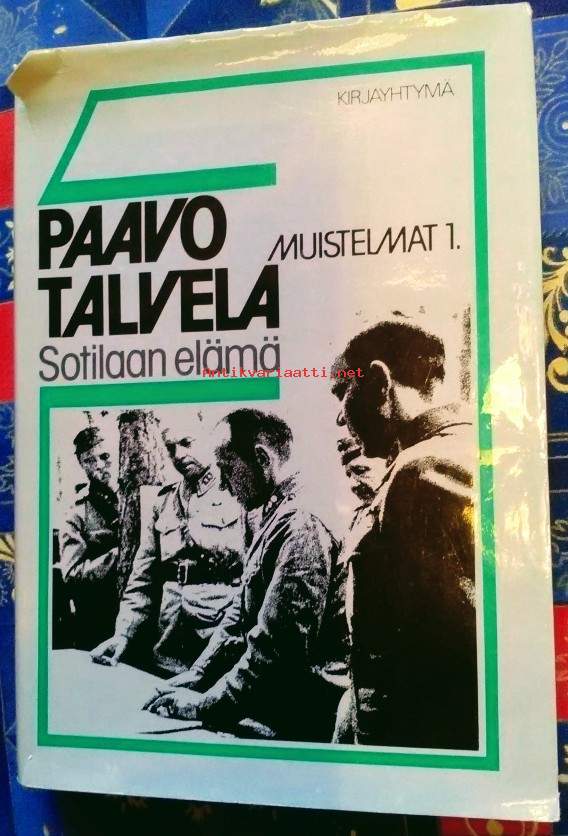 KIRJAYHTYMÄ
PAAVO
TALVELA
MUISTELMAT 1.
Sotilaan elämä
Antikvariaatti.net